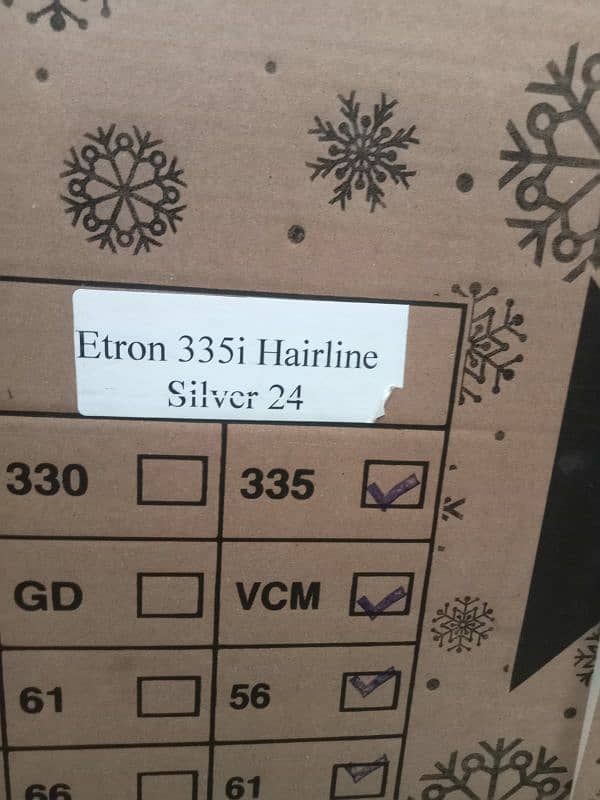 Etron 335i Hairline
Silver 24
330 335
GD VCM
61 56
66 61